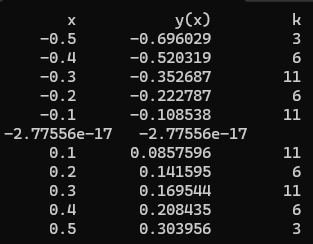 x y(x) k
-0.5 -0.696029 3
-0.4 -0.520319 6
-0.3 -0.352687 11
-0.2 -0.222787 6
-0.1 -0.108538 11
-2.77556e-17 -2.77556e-17
0.1 0.0857596 11
0.2 0.141595 6
0.3 0.169544 11
0.4 0.208435 6
0.5 0.303956 3